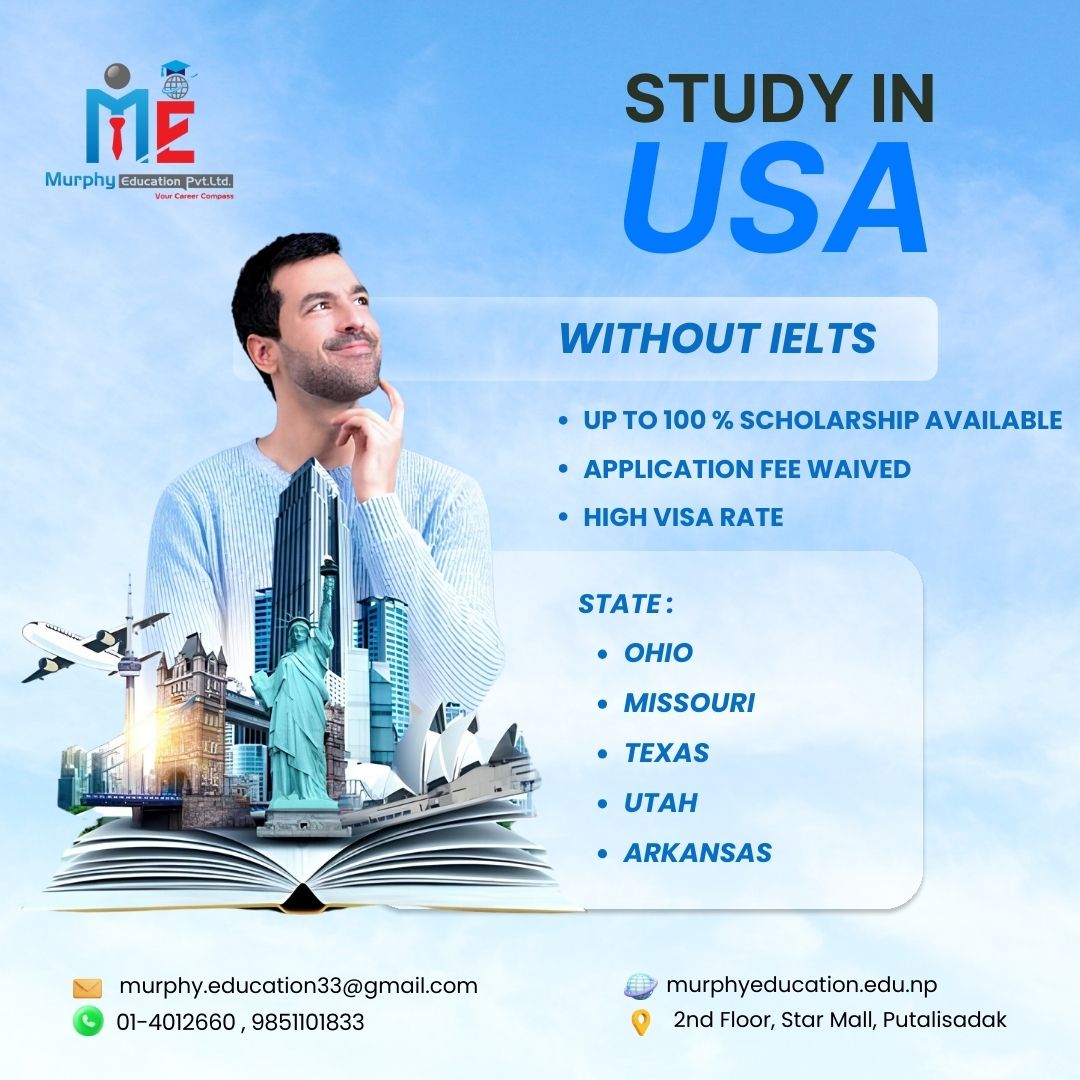 ME
Murphy Education Pvt.Ltd.
Your Career Compass
STUDY IN
USA
WITHOUT IELTS
• UP TO 100 % SCHOLARSHIP AVAILABLE
• APPLICATION FEE WAIVED
• HIGH VISA RATE
STATE :
• OHIO
• MISSOURI
• TEXAS
• UTAH
• ARKANSAS
murphy.education33@gmail.com
01-4012660 , 9851101833
murphyeducation.edu.np
2nd Floor, Star Mall, Putalisadak